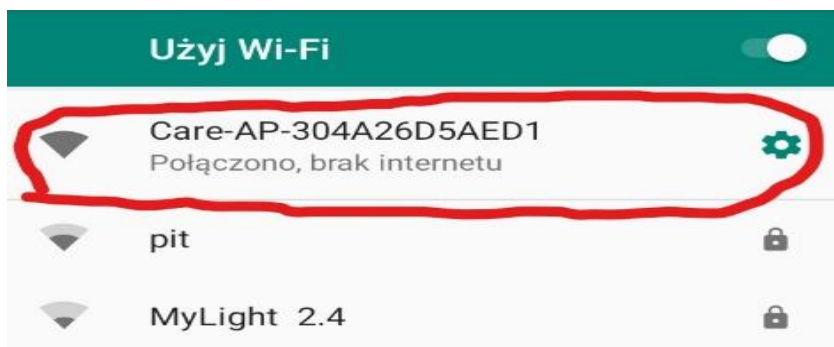 Użyj Wi-Fi
Care-AP-304A26D5AED1
Połączono, brak internetu
pit
MyLight 2.4